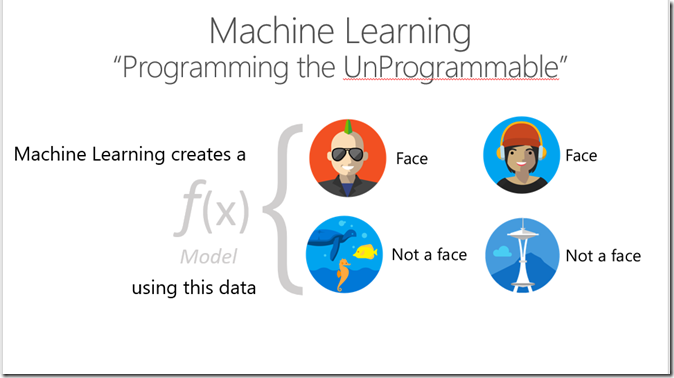 Machine Learning
“Programming the UnProgrammable”
Machine Learning creates a
f(x)
Model
using this data
Face
Face
Not a face
Not a face